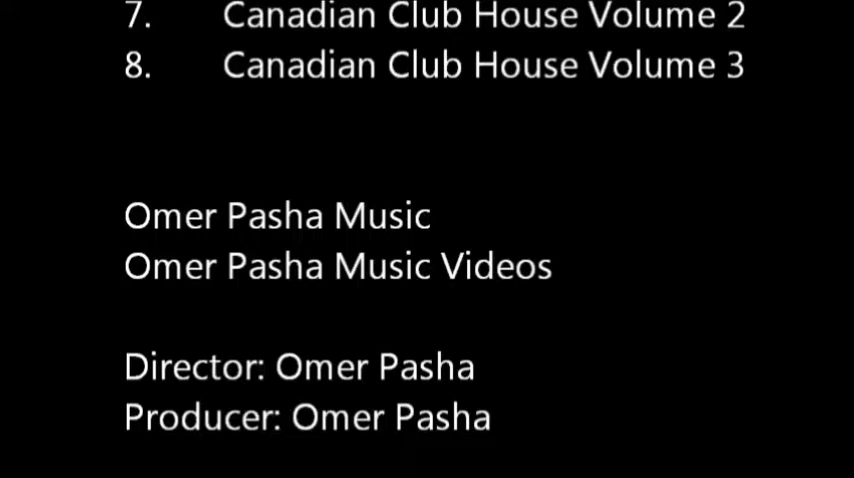 7. Canadian Club House Volume 2
8. Canadian Club House Volume 3
Omer Pasha Music
Omer Pasha Music Videos
Director: Omer Pasha
Producer: Omer Pasha